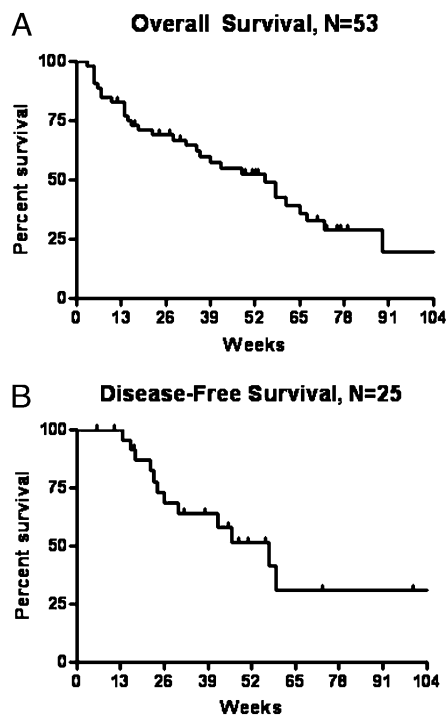 A
Overall Survival, N=53
Percent survival
100
75
50
25
0
0 13 26 39 52 65 78 91 104
Weeks
B
Disease-Free Survival, N=25
Percent survival
100
75
50
25
0
0 13 26 39 52 65 78 91 104
Weeks